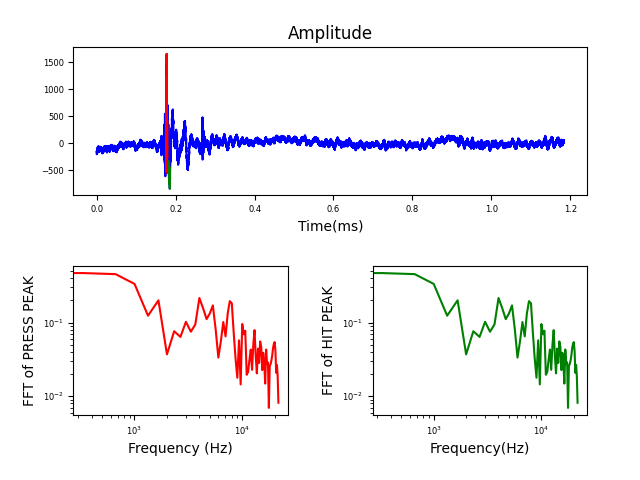 Amplitude
1500
1000
500
0
−500
0.0 0.2 0.4 0.6 0.8 1.0 1.2
Time(ms)
FFT of PRESS PEAK
10⁻¹
10⁻²
10³ 10⁴
Frequency (Hz)
FFT of HIT PEAK
10⁻¹
10⁻²
10³ 10⁴
Frequency(Hz)